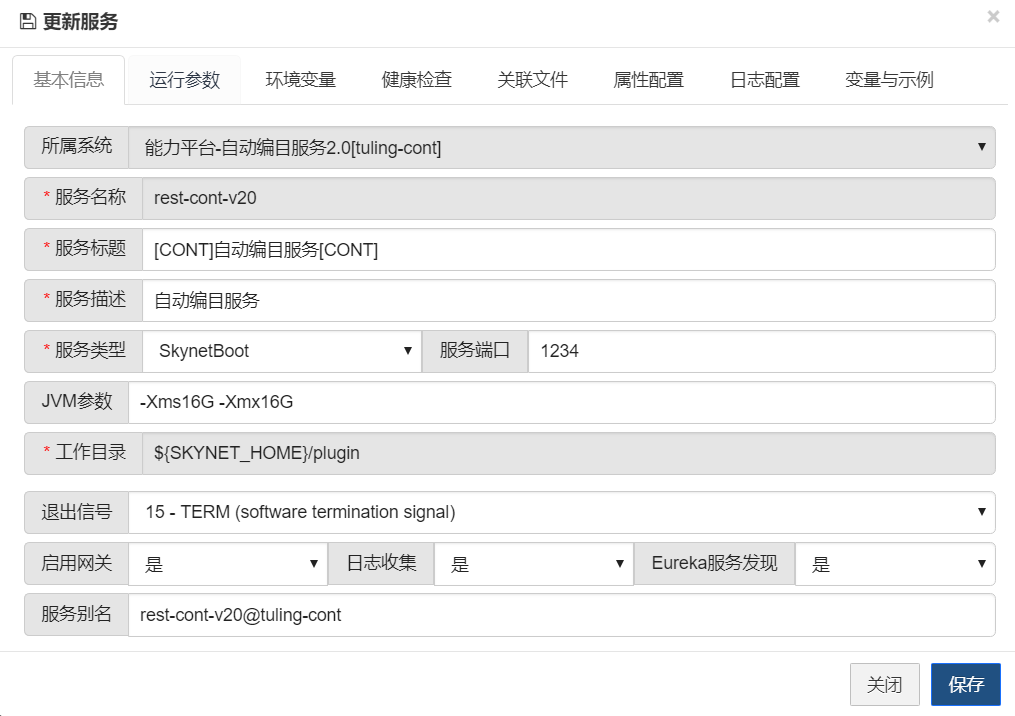 更新服务
基本信息 运行参数 环境变量 健康检查 关联文件 属性配置 日志配置 变量与示例
所属系统 能力平台-自动编目服务2.0[tuling-cont]
* 服务名称 rest-cont-v20
* 服务标题 [CONT]自动编目服务[CONT]
* 服务描述 自动编目服务
* 服务类型 SkynetBoot 服务端口 1234
JVM参数 -Xms16G -Xmx16G
* 工作目录 ${SKYNET_HOME}/plugin
退出信号 15 - TERM (software termination signal)
启用网关 是 日志收集 是 Eureka服务发现 是
服务别名 rest-cont-v20@tuling-cont
关闭 保存